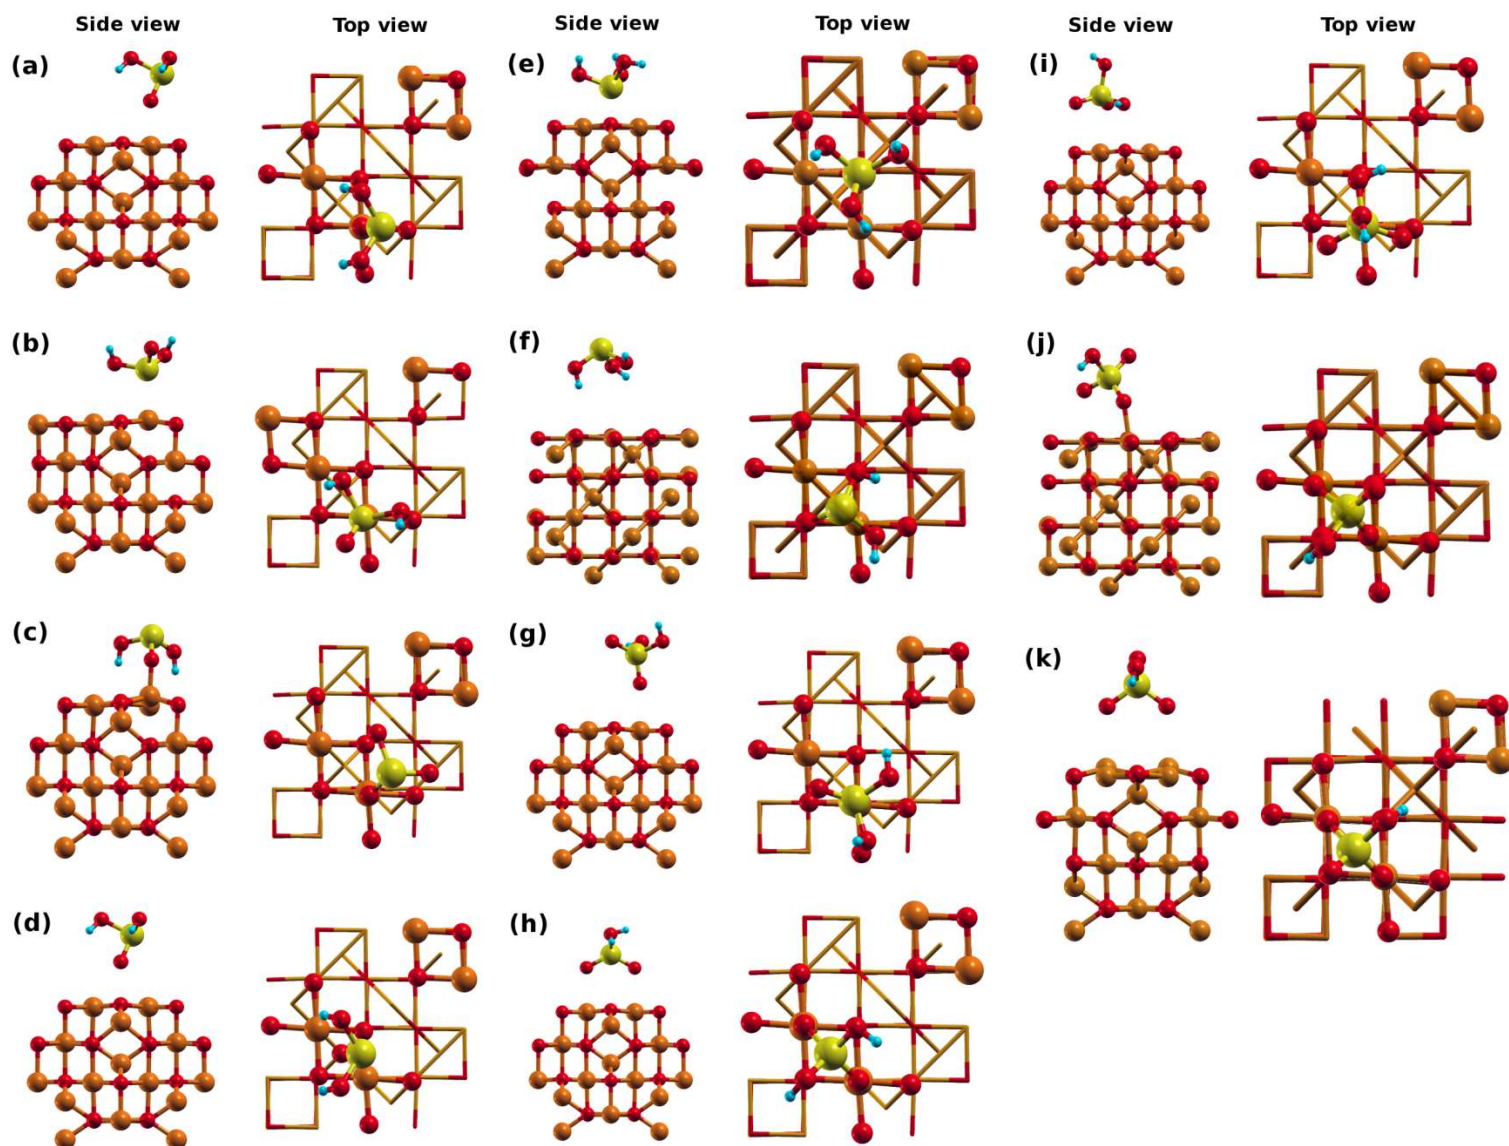 Side view Top view Side view Top view Side view Top view
(a) (e) (i)
(b) (f) (j)
(c) (g) (k)
(d) (h)